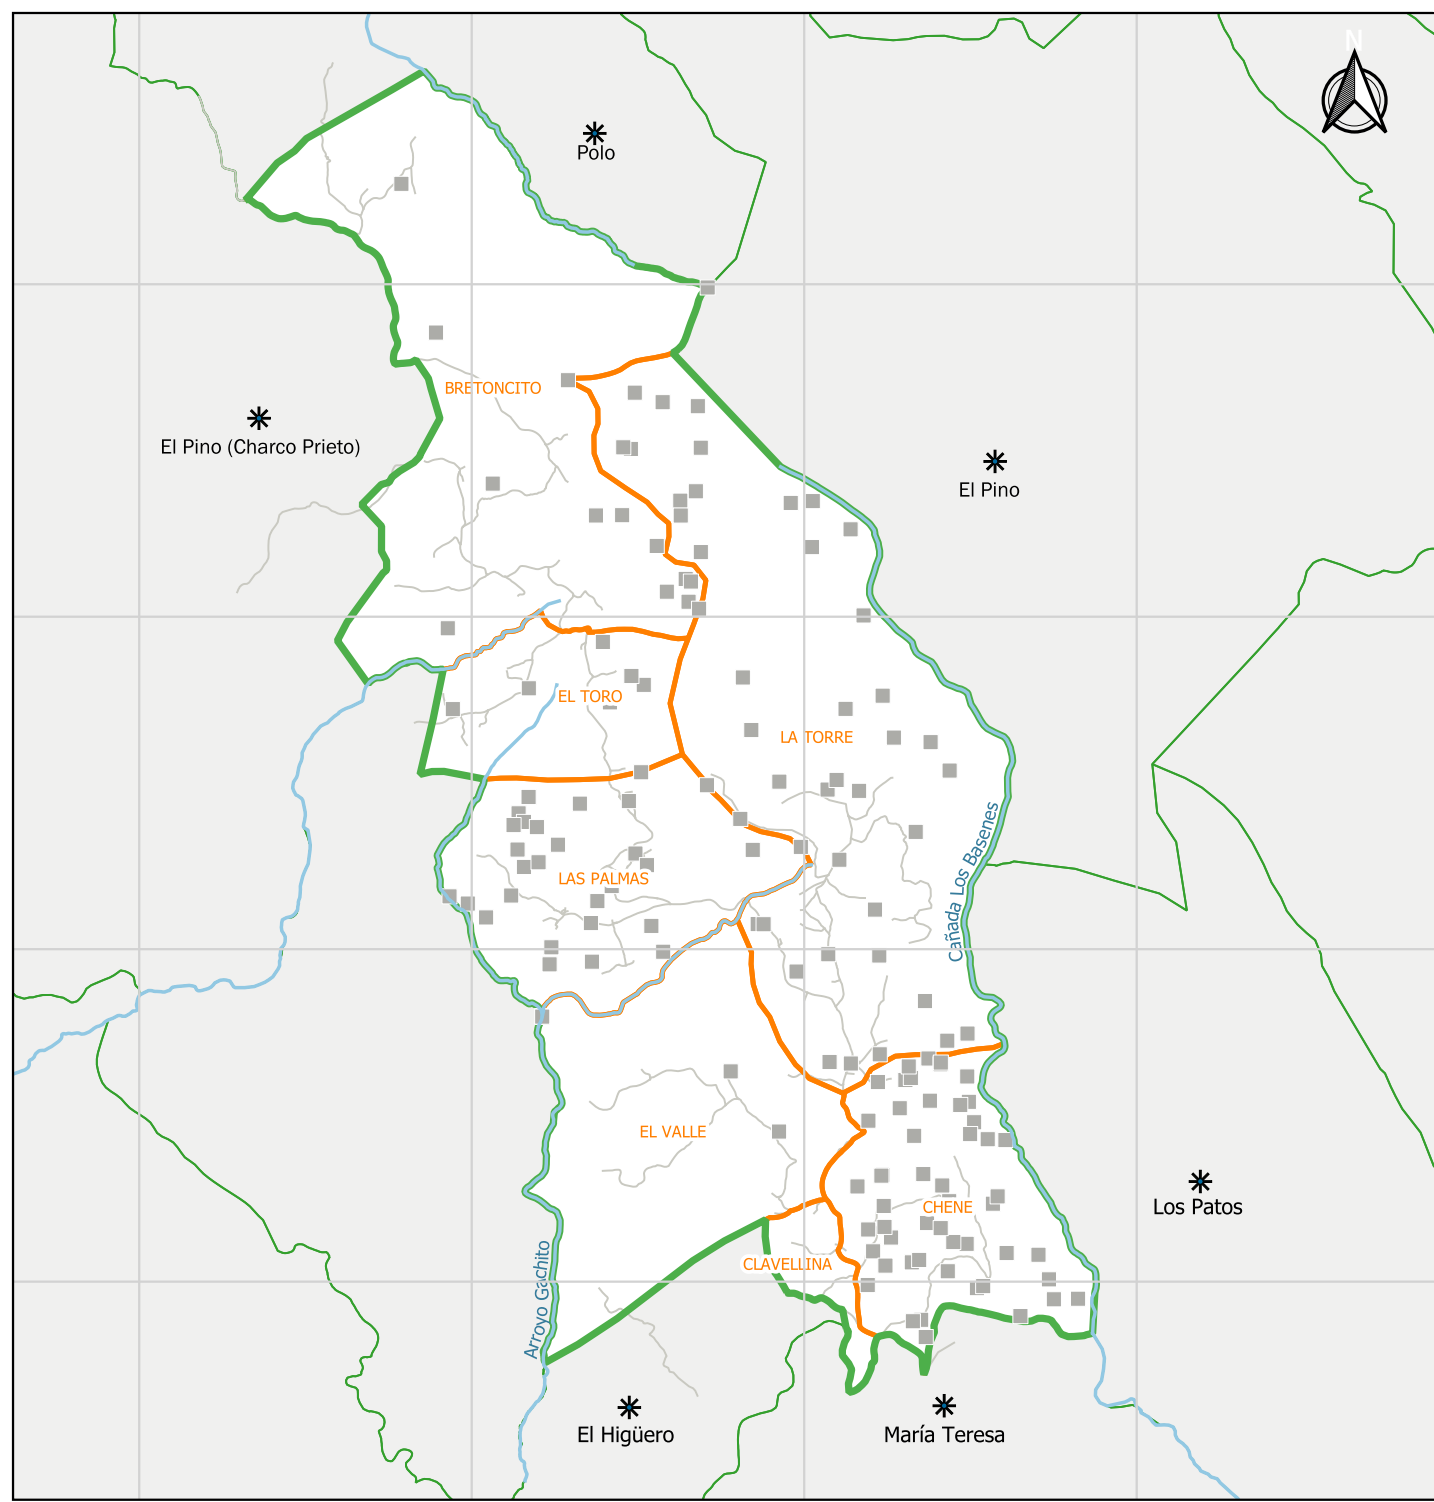 N
Polo
BRETONCITO
El Pino (Charco Prieto)
El Pino
EL TORO
LA TORRE
Cañada Los Basenes
LAS PALMAS
EL VALLE
CHENE
Los Patos
CLAVELLINA
Arroyo Gachito
El Higüero
María Teresa